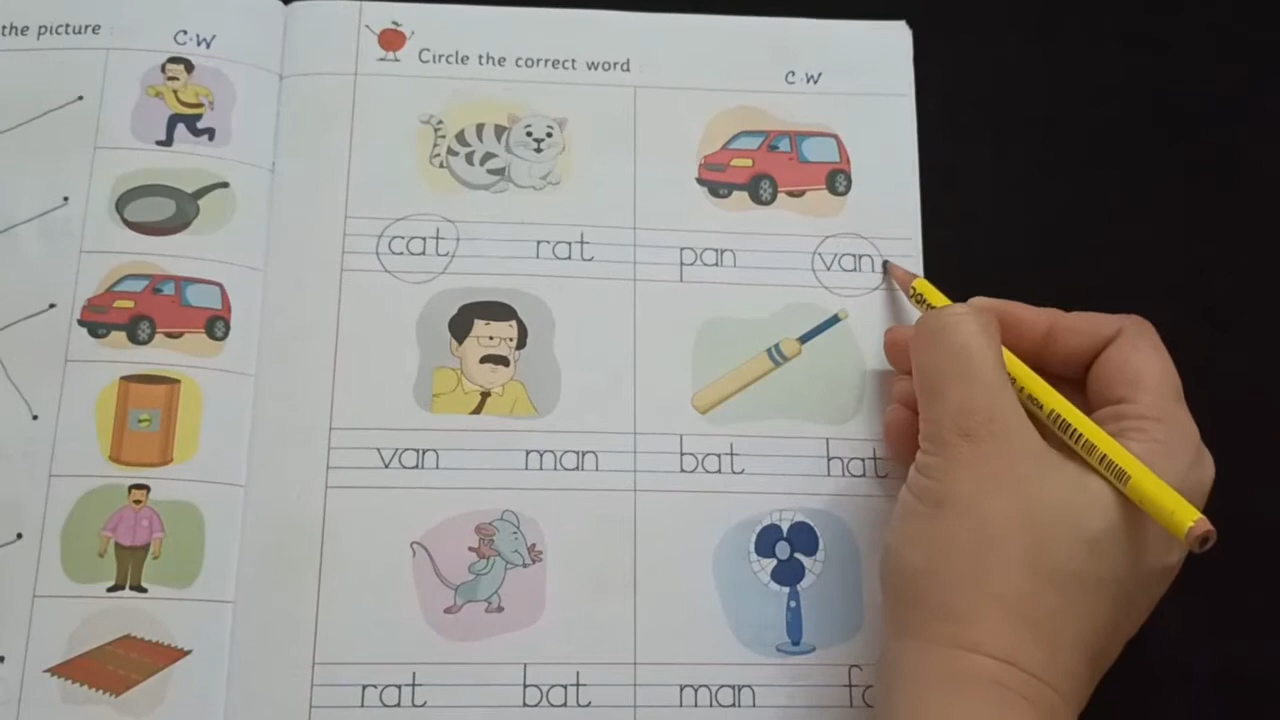 the picture
C.W
Circle the correct word
C.W
cat rat pan van
van man bat hat
rat bat man